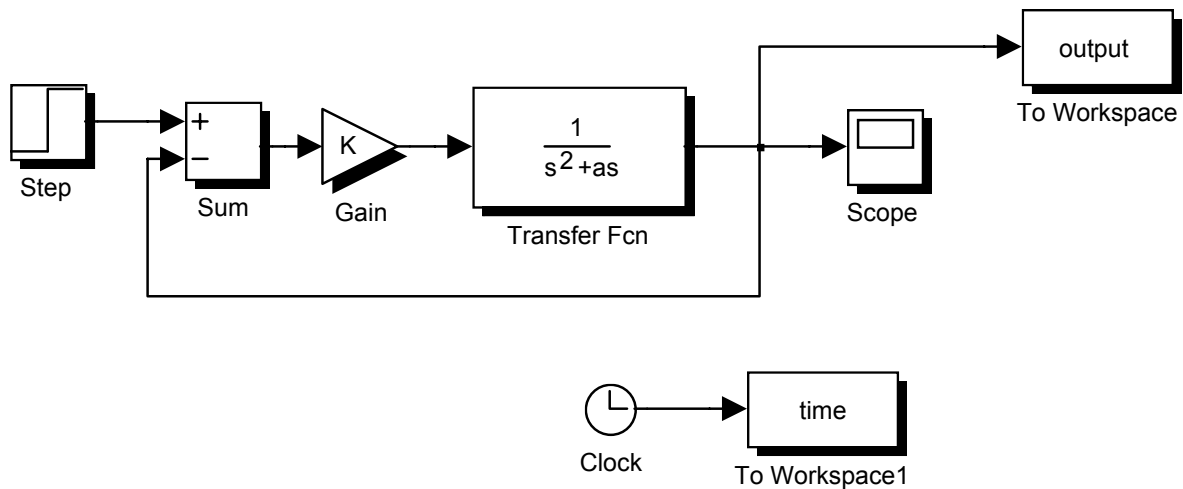 output
To Workspace
+
−
K
1
s²+as
Step
Sum
Gain
Transfer Fcn
Scope
time
Clock
To Workspace1